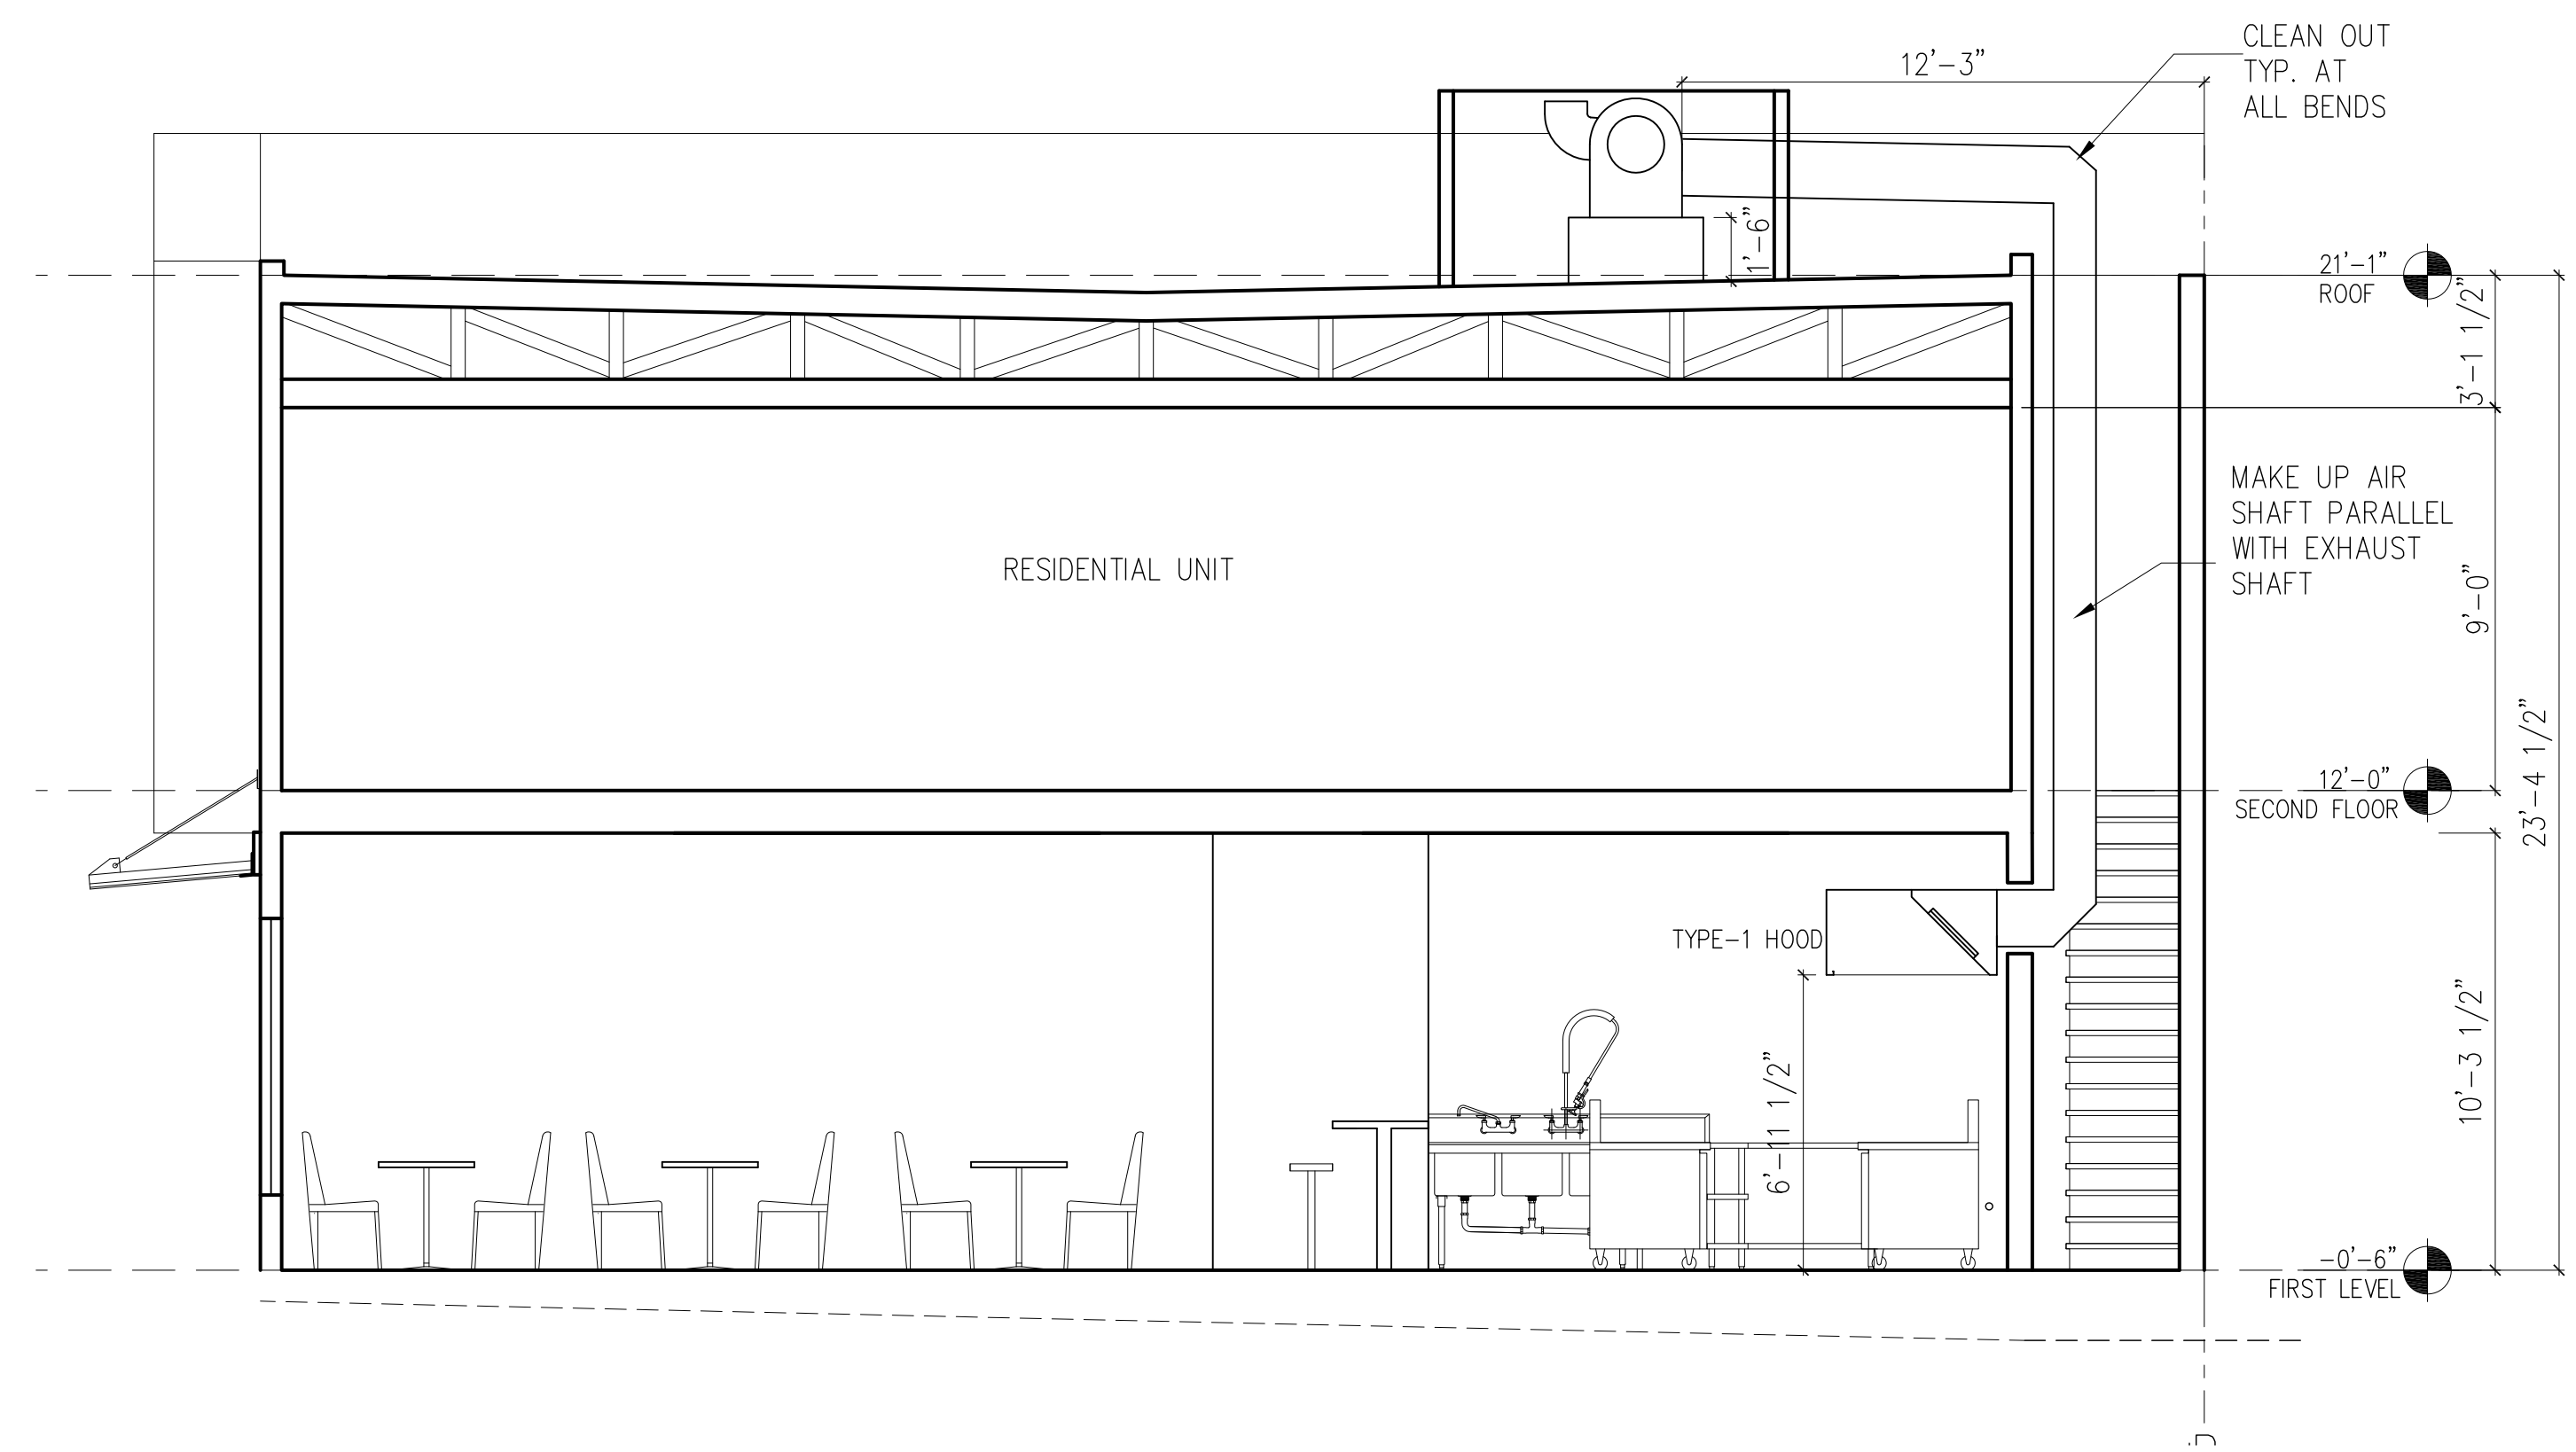 CLEAN OUT
TYP. AT
ALL BENDS
12'-3"
1'-6"
21'-1"
ROOF
3'-1 1/2"
MAKE UP AIR
SHAFT PARALLEL
WITH EXHAUST
SHAFT
RESIDENTIAL UNIT
9'-0"
23'-4 1/2"
12'-0"
SECOND FLOOR
TYPE-1 HOOD
6'-11 1/2"
10'-3 1/2"
-0'-6"
FIRST LEVEL